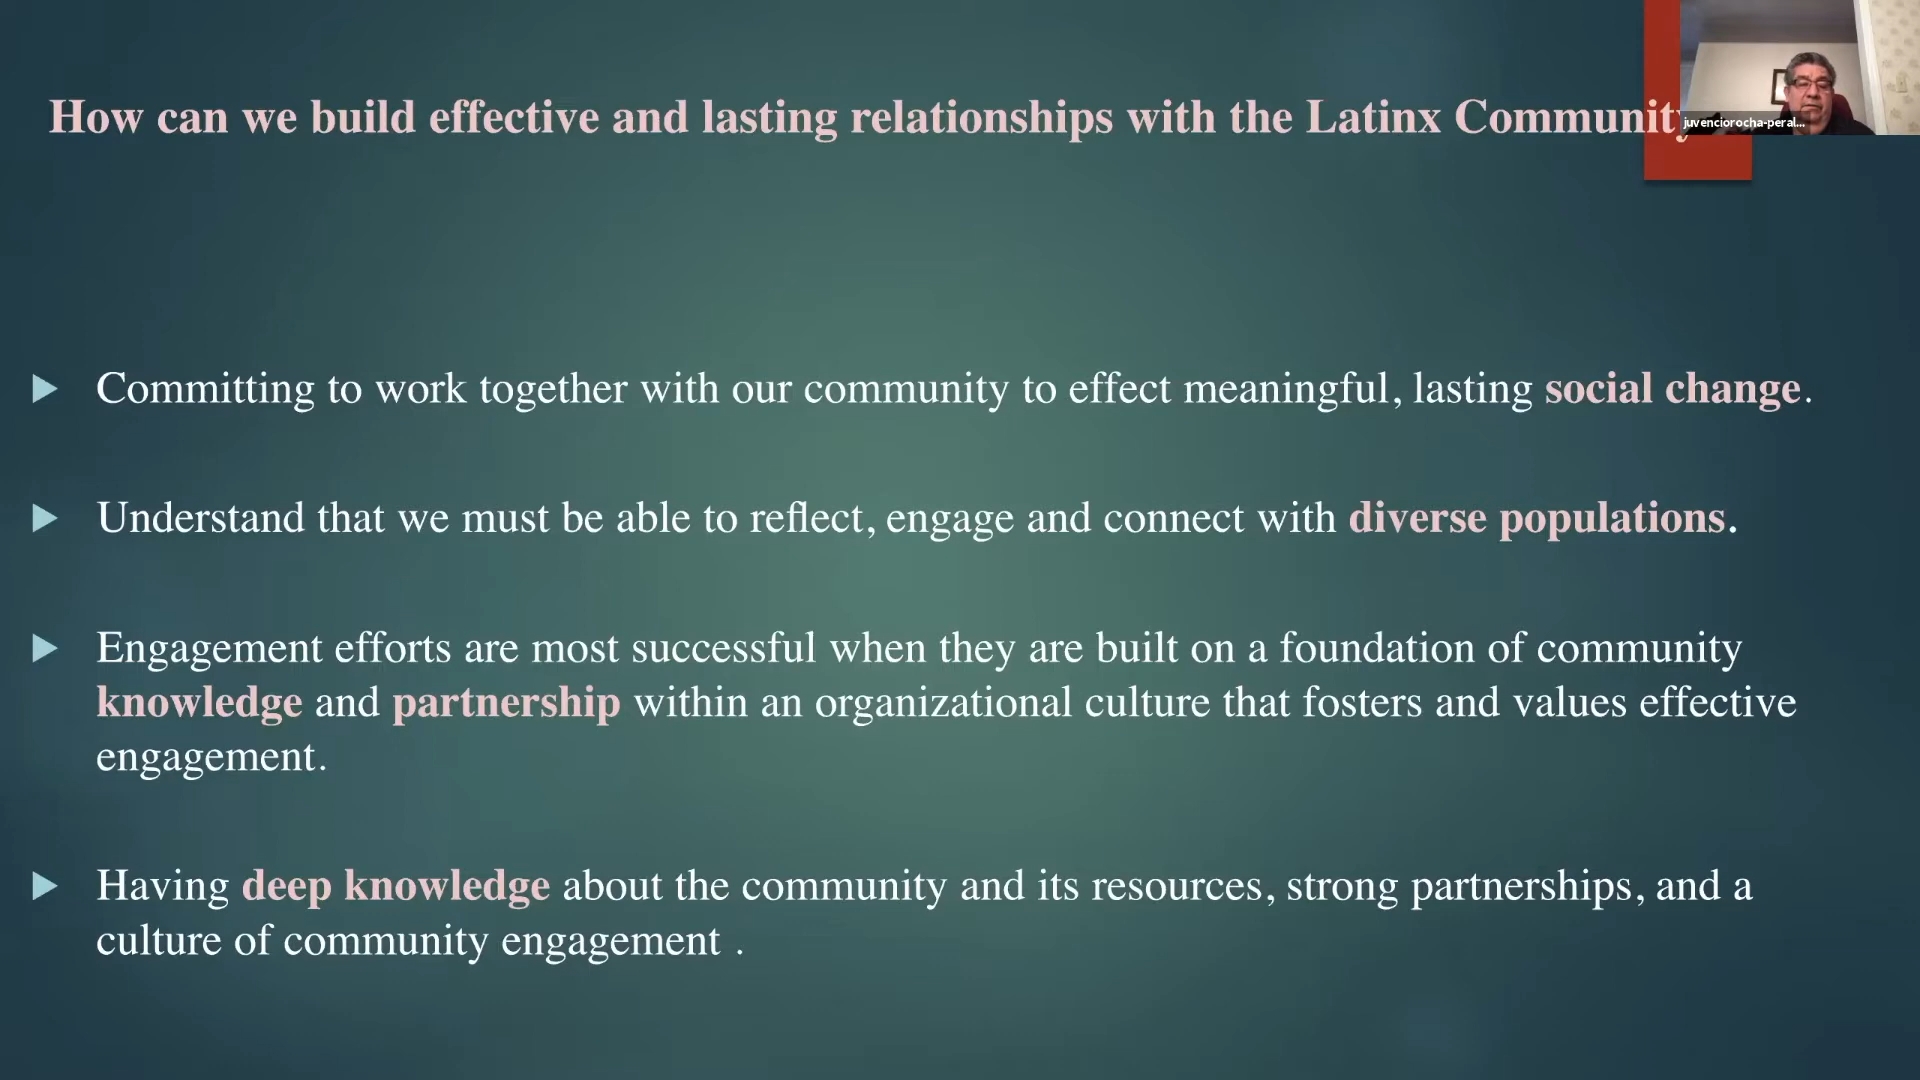 How can we build effective and lasting relationships with the Latinx Community
juvenciorocha-peral...
Committing to work together with our community to effect meaningful, lasting social change.
Understand that we must be able to reflect, engage and connect with diverse populations.
Engagement efforts are most successful when they are built on a foundation of community
knowledge and partnership within an organizational culture that fosters and values effective
engagement.
Having deep knowledge about the community and its resources, strong partnerships, and a
culture of community engagement .